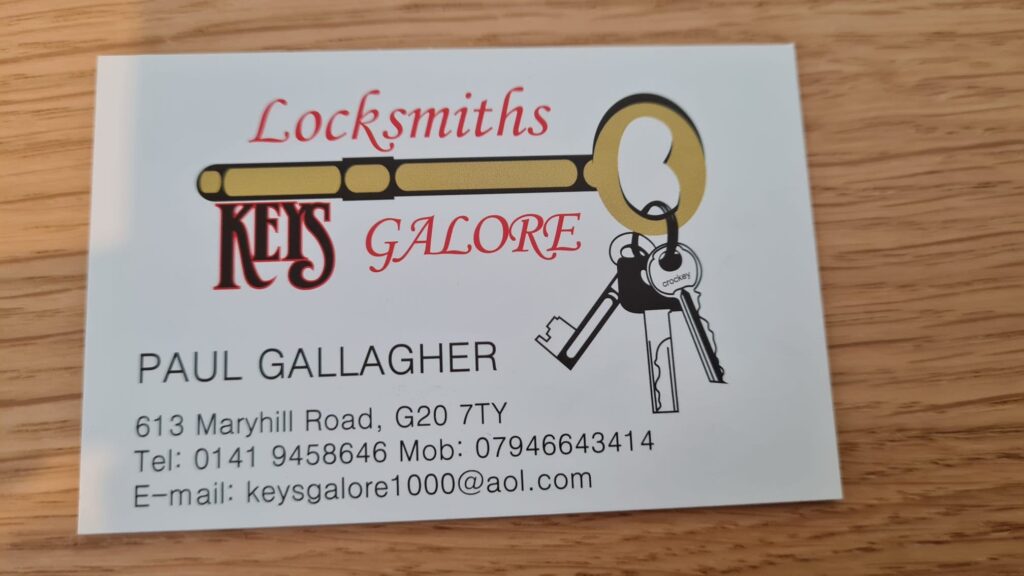 Locksmiths
KEYS GALORE
crockey
PAUL GALLAGHER
613 Maryhill Road, G20 7TY
Tel: 0141 9458646 Mob: 07946643414
E-mail: keysgalore1000@aol.com